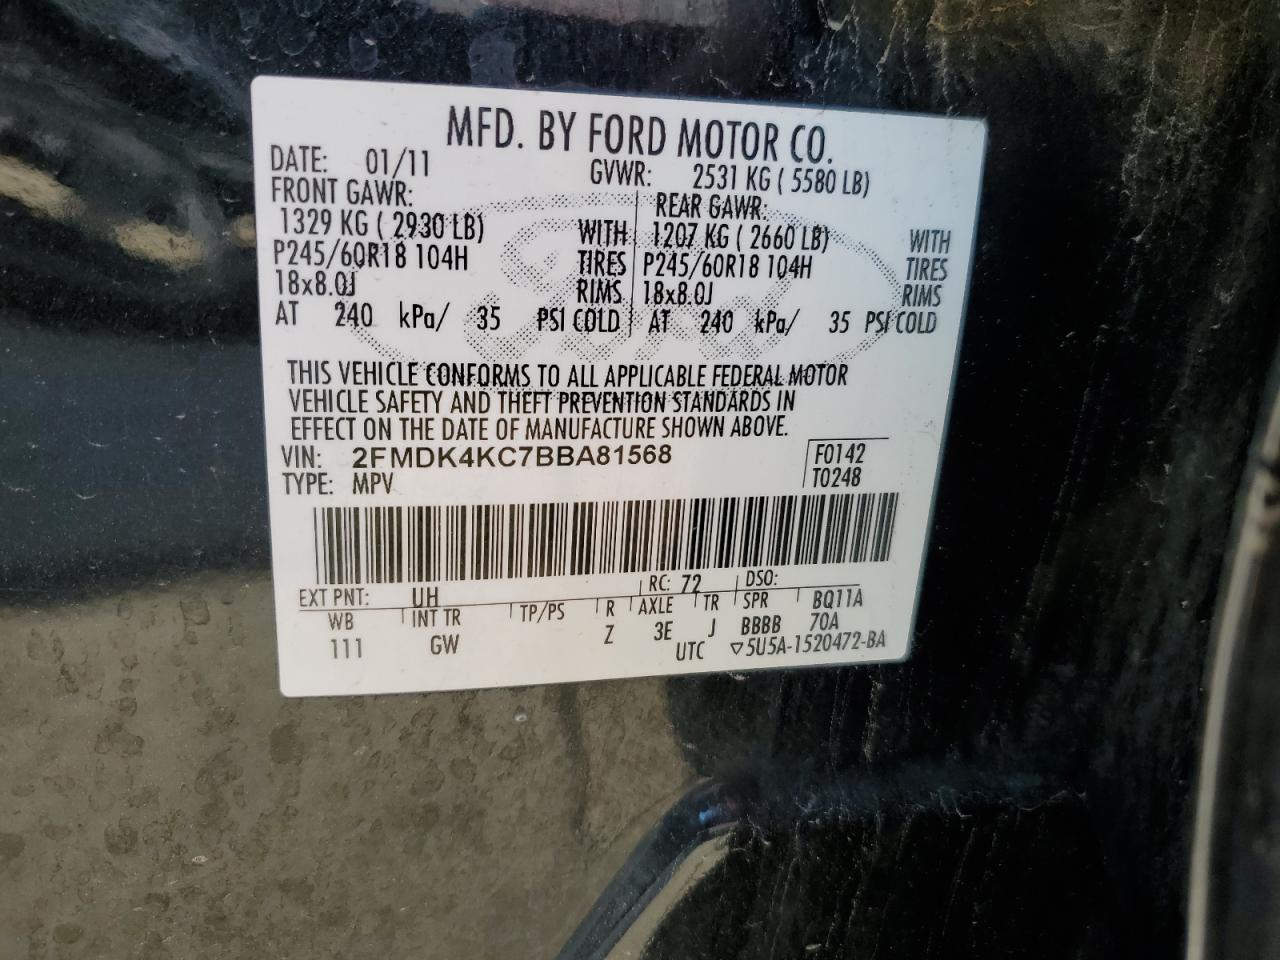 MFD. BY FORD MOTOR CO.
DATE: 01/11 GVWR: 2531 KG ( 5580 LB)
FRONT GAWR: REAR GAWR:
1329 KG ( 2930 LB) WITH 1207 KG ( 2660 LB) WITH
P245/60R18 104H TIRES P245/60R18 104H TIRES
18x8.0J RIMS 18x8.0J RIMS
AT 240 kPa/ 35 PSI COLD AT 240 kPa/ 35 PSI COLD
Ford
THIS VEHICLE CONFORMS TO ALL APPLICABLE FEDERAL MOTOR
VEHICLE SAFETY AND THEFT PREVENTION STANDARDS IN
EFFECT ON THE DATE OF MANUFACTURE SHOWN ABOVE.
VIN: 2FMDK4KC7BBA81568 F0142
TYPE: MPV T0248
EXT PNT: UH RC: 72 DSO:
WB INT TR TP/PS R AXLE TR SPR BQ11A
111 GW Z 3E J BBBB 70A
UTC ▽5U5A-1520472-BA